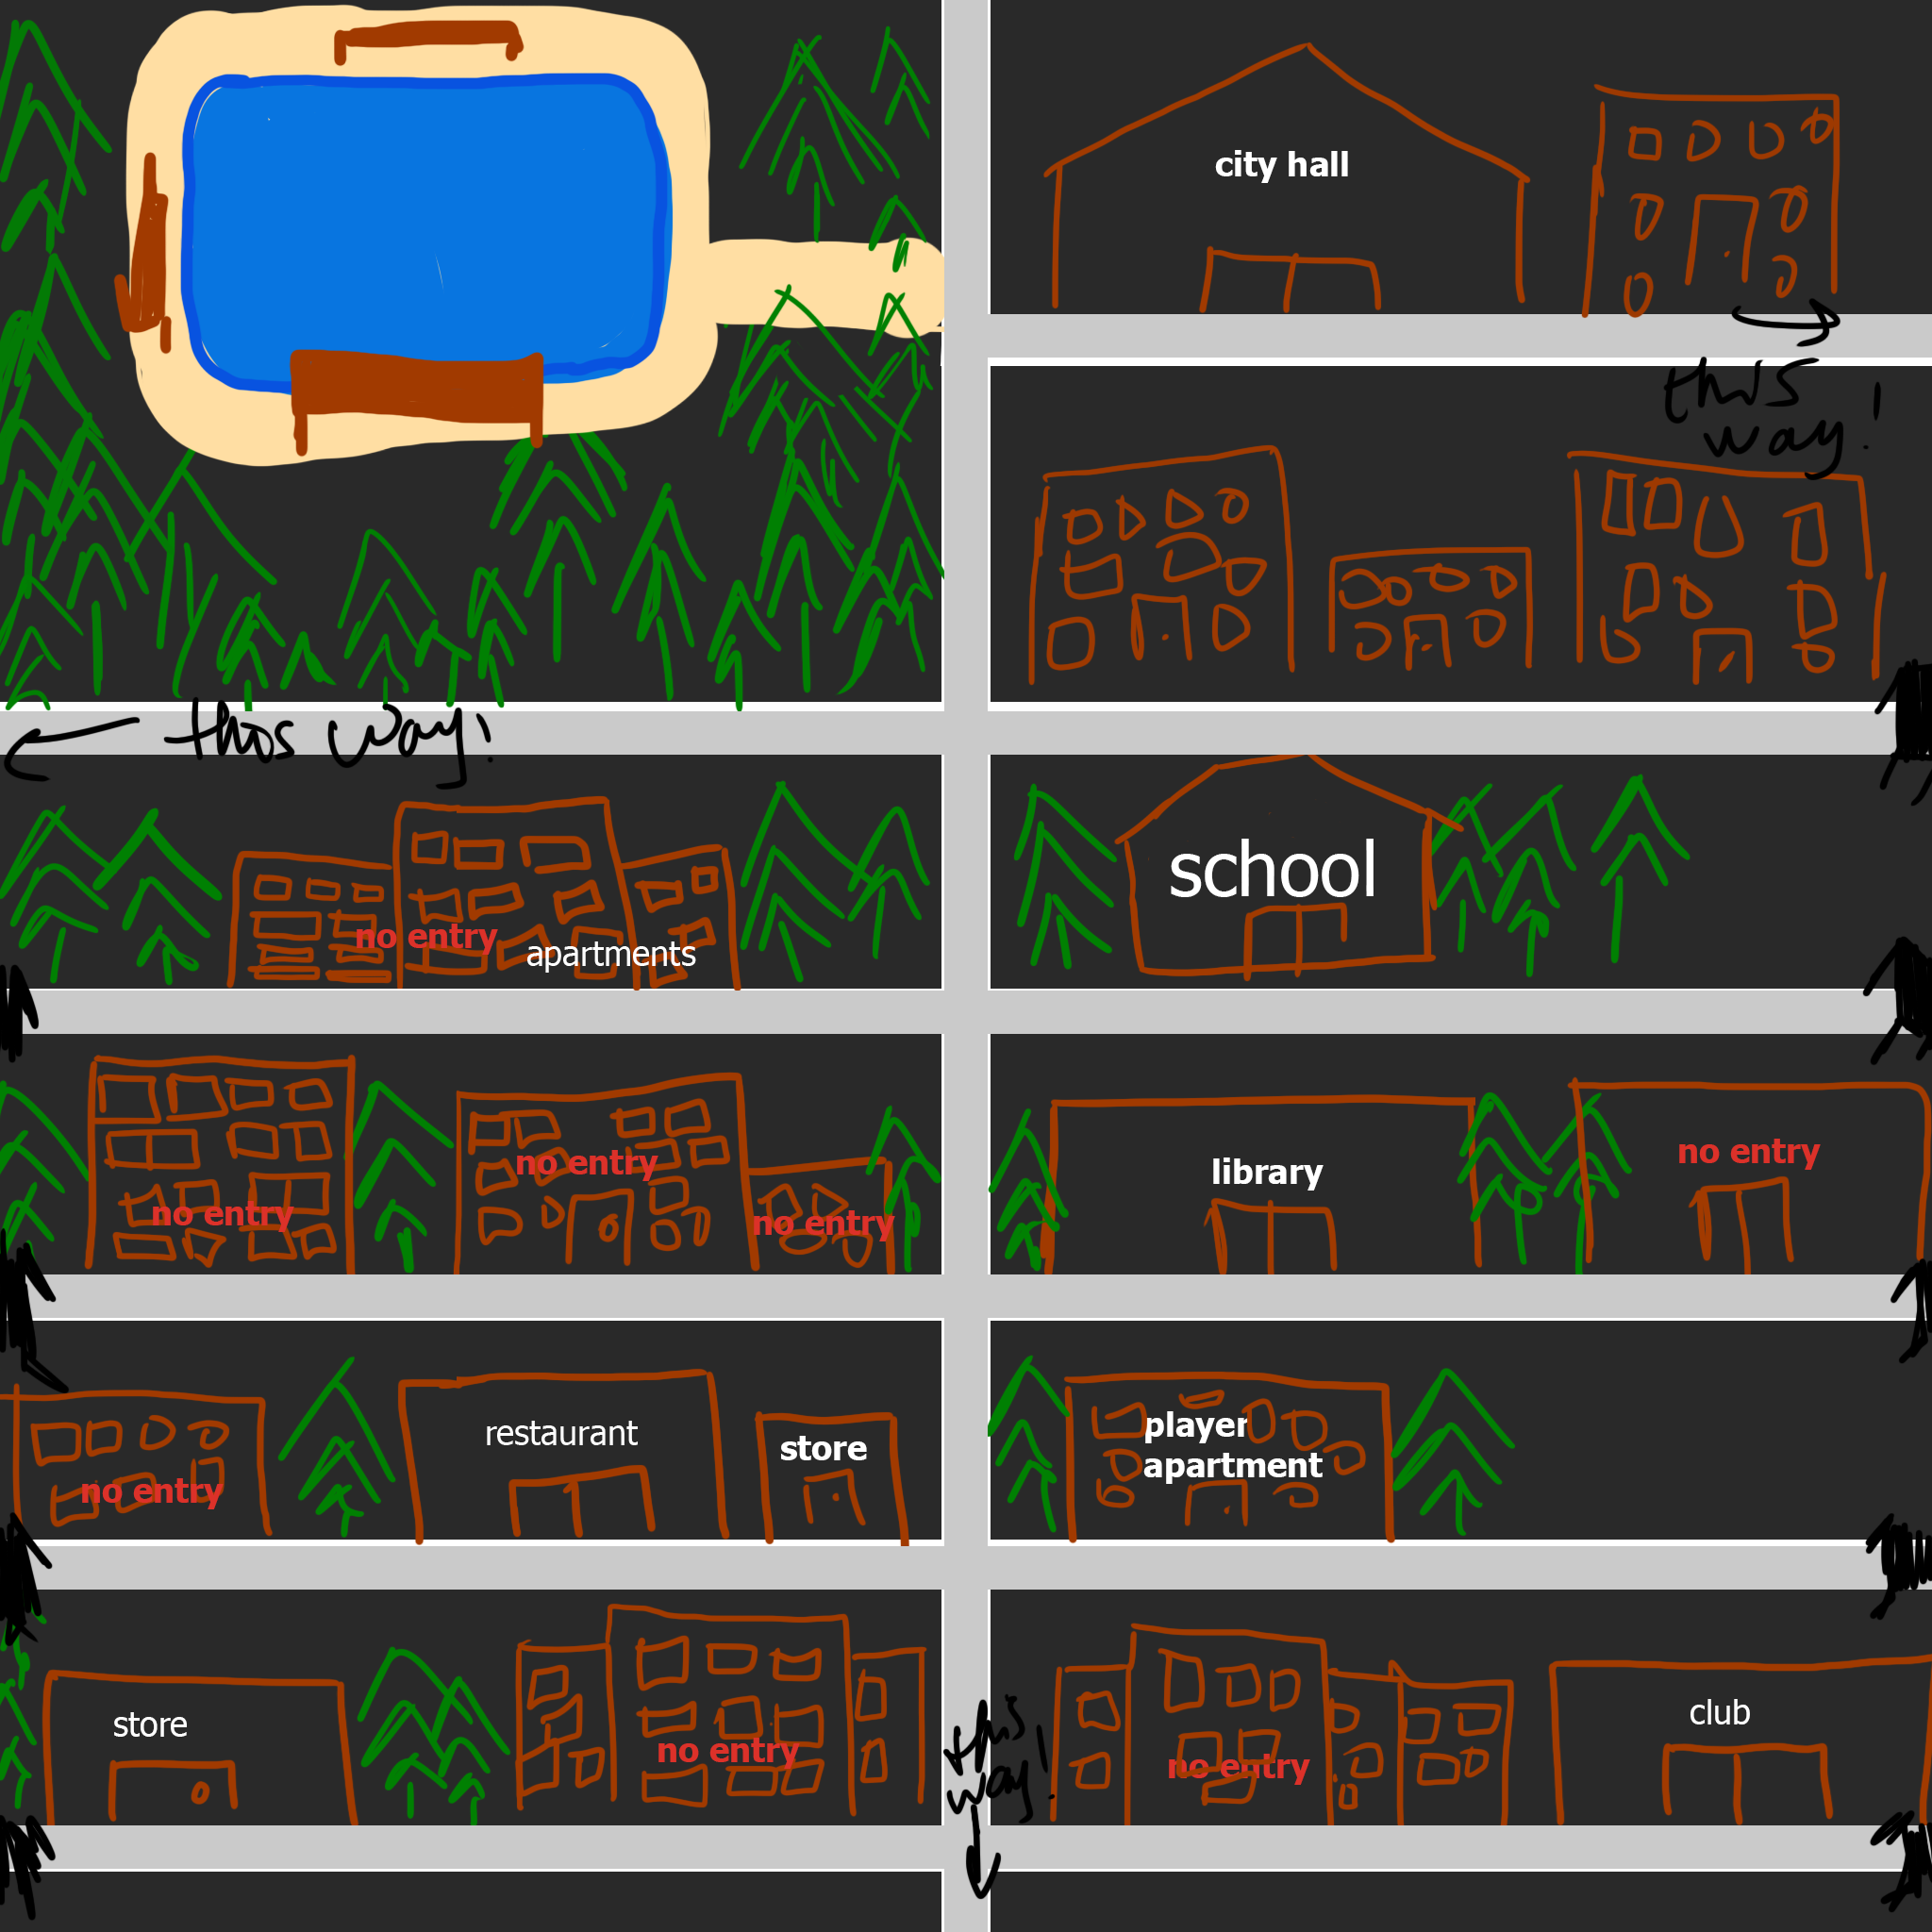 city hall
this
way!
this way!
school
no entry
apartments
no entry
no entry
no entry
library
no entry
restaurant
store
no entry
player
apartment
store
no entry
this
way!
no entry
club